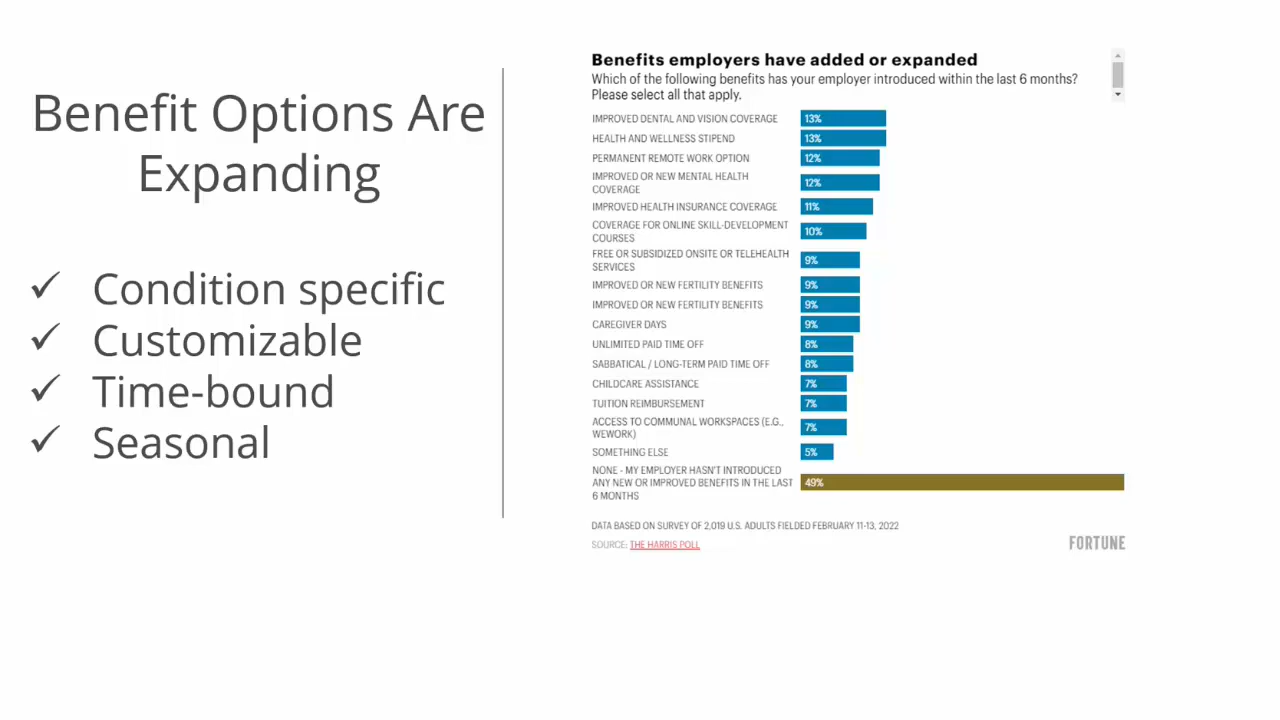 Benefit Options Are
Expanding
✓ Condition specific
✓ Customizable
✓ Time-bound
✓ Seasonal
Benefits employers have added or expanded
Which of the following benefits has your employer introduced within the last 6 months?
Please select all that apply.
IMPROVED DENTAL AND VISION COVERAGE 13%
HEALTH AND WELLNESS STIPEND 13%
PERMANENT REMOTE WORK OPTION 12%
IMPROVED OR NEW MENTAL HEALTH
COVERAGE 12%
IMPROVED HEALTH INSURANCE COVERAGE 11%
COVERAGE FOR ONLINE SKILL-DEVELOPMENT
COURSES 10%
FREE OR SUBSIDIZED ONSITE OR TELEHEALTH
SERVICES 9%
IMPROVED OR NEW FERTILITY BENEFITS 9%
IMPROVED OR NEW FERTILITY BENEFITS 9%
CAREGIVER DAYS 9%
UNLIMITED PAID TIME OFF 8%
SABBATICAL / LONG-TERM PAID TIME OFF 8%
CHILDCARE ASSISTANCE 7%
TUITION REIMBURSEMENT 7%
ACCESS TO COMMUNAL WORKSPACES (E.G.,
WEWORK) 7%
SOMETHING ELSE 5%
NONE - MY EMPLOYER HASN'T INTRODUCED
ANY NEW OR IMPROVED BENEFITS IN THE LAST 49%
6 MONTHS
DATA BASED ON SURVEY OF 2,019 U.S. ADULTS FIELDED FEBRUARY 11-13, 2022
SOURCE: THE HARRIS POLL
FORTUNE